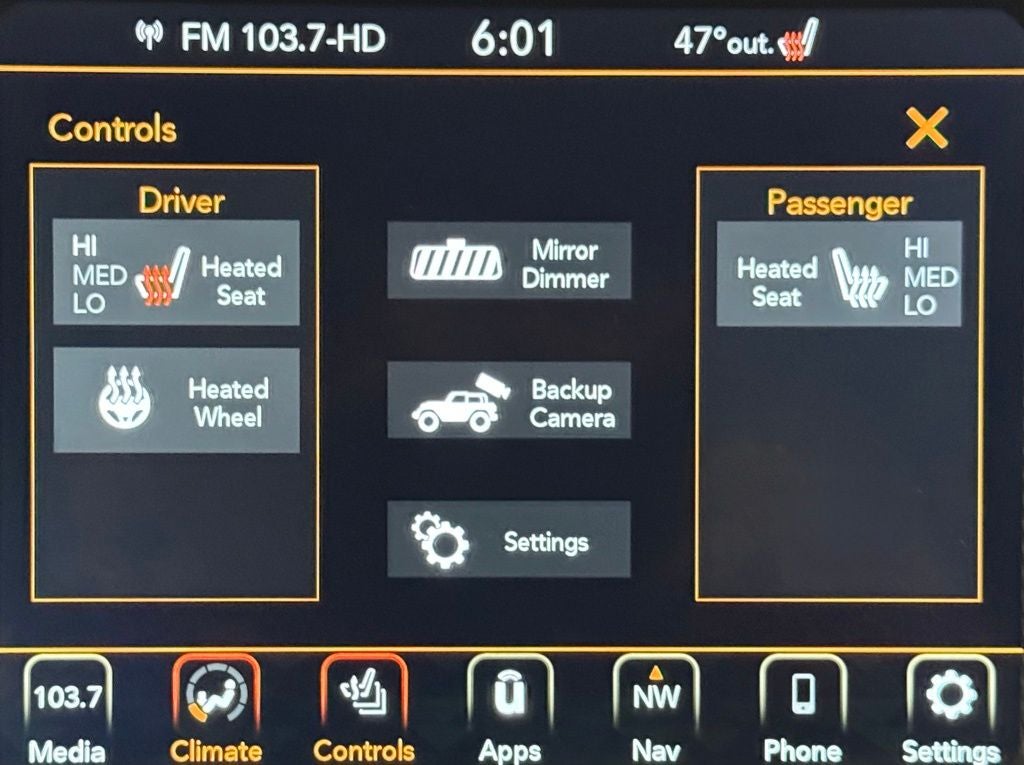 FM 103.7-HD 6:01 47°out.
Controls
Driver
HI
MED
LO
Heated
Seat
Heated
Wheel
Mirror
Dimmer
Backup
Camera
Settings
Passenger
Heated
Seat
HI
MED
LO
103.7
Media
Climate
Controls
u
Apps
NW
Nav
Phone
Settings